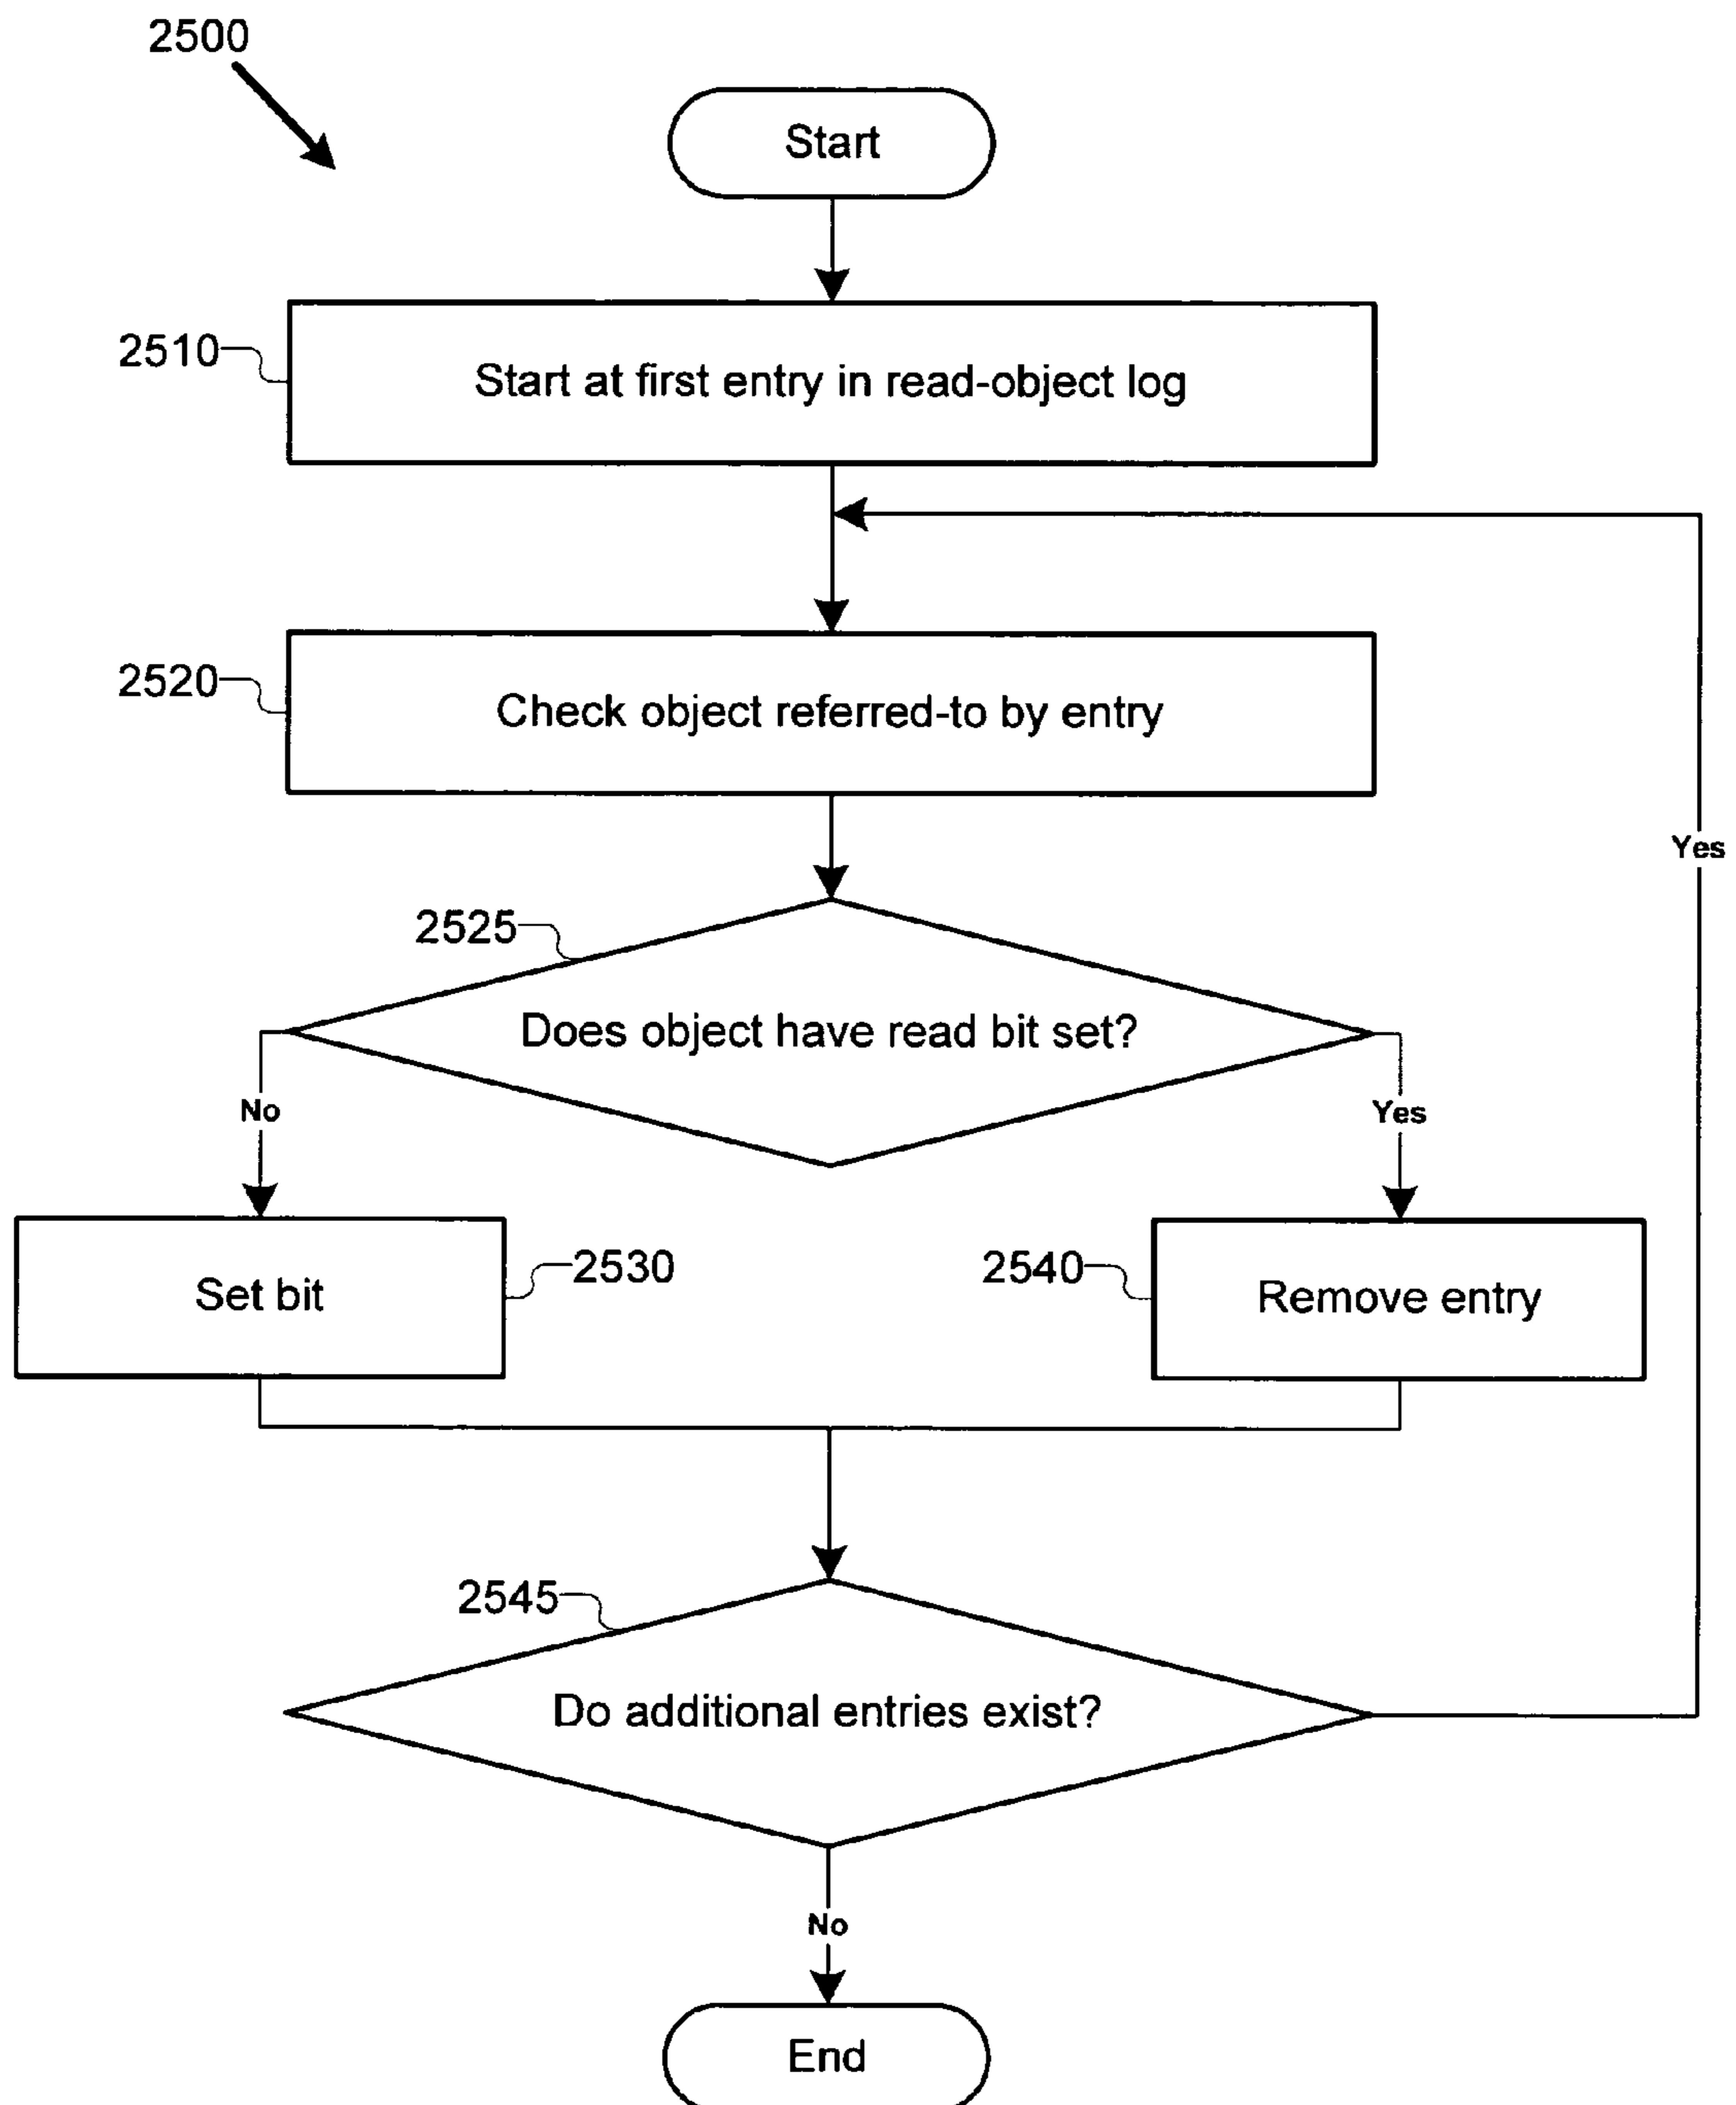 2500
Start
2510
Start at first entry in read-object log
2520
Check object referred-to by entry
Yes
2525
Does object have read bit set?
No
Yes
Set bit
2530
2540
Remove entry
2545
Do additional entries exist?
No
End